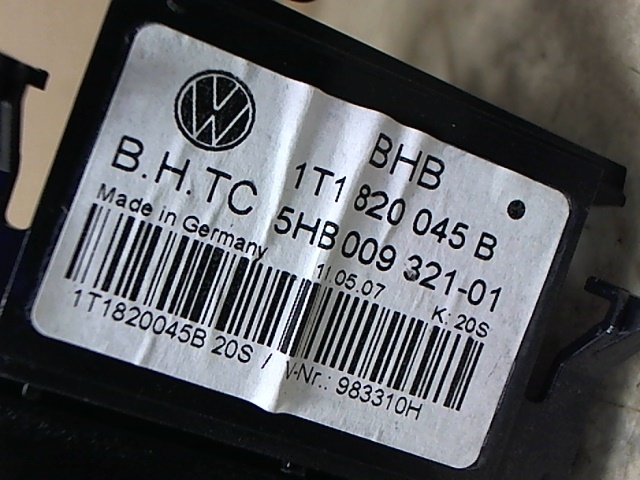 BHB
1T1 820 045 B
B.H.TC 5HB 009 321-01
Made in Germany 11.05.07 K: 20S
1T1820045B 20S / V-Nr.: 983310H